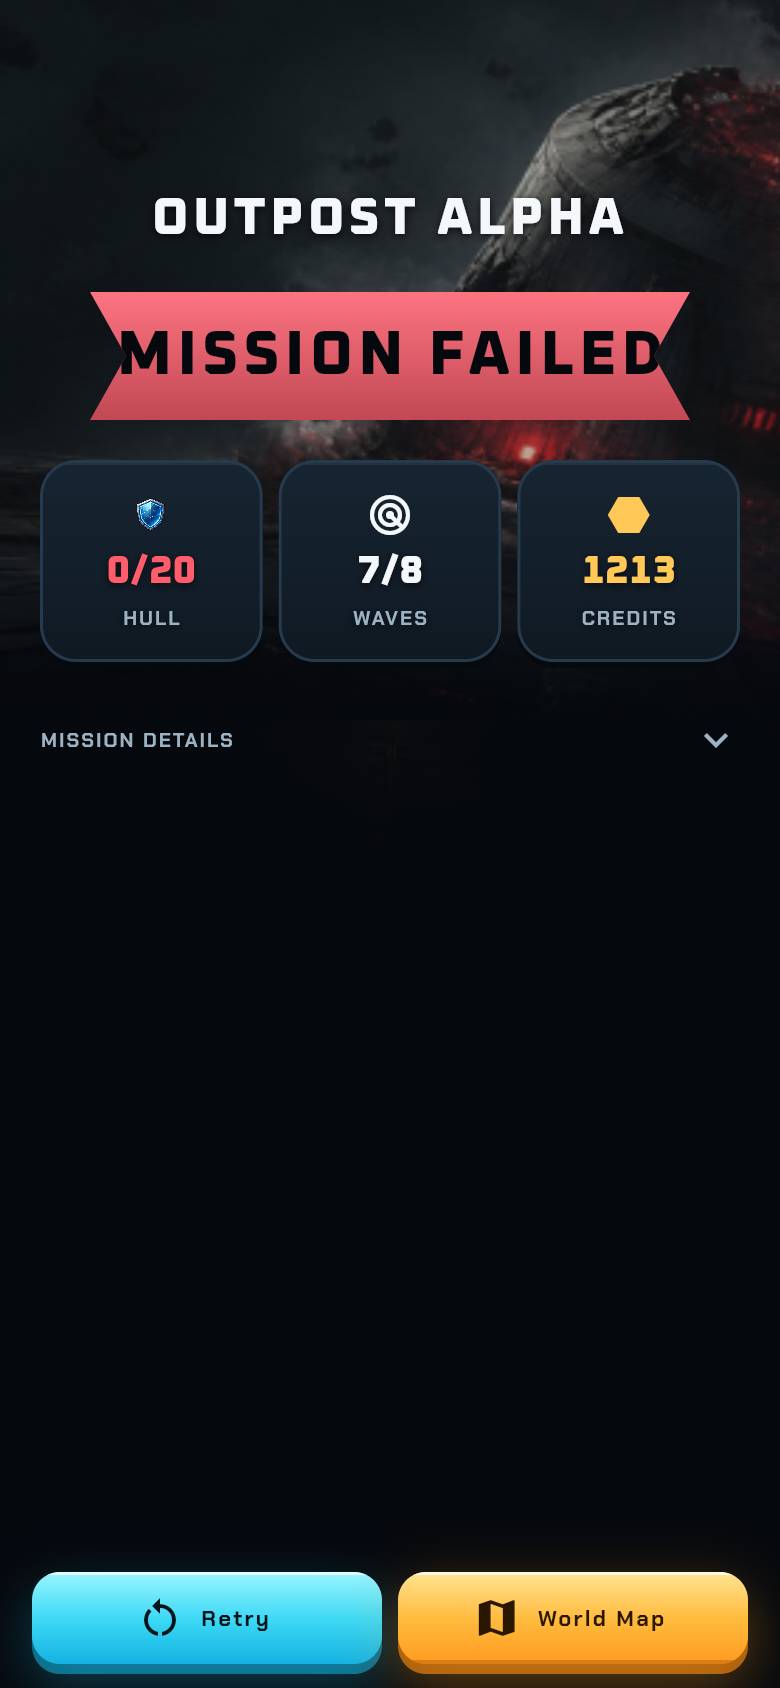 OUTPOST ALPHA
MISSION FAILED
0/20
7/8
1213
HULL
WAVES
CREDITS
MISSION DETAILS
Retry
World Map